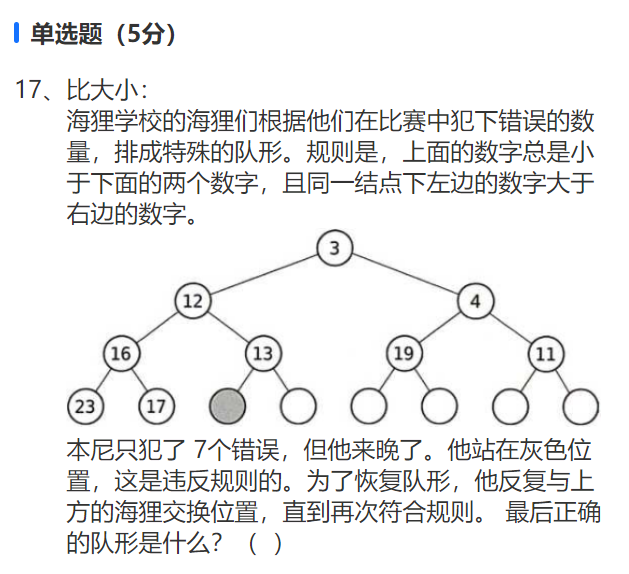 单选题（5分）
17、比大小：
海狸学校的海狸们根据他们在比赛中犯下错误的数
量，排成特殊的队形。规则是，上面的数字总是小
于下面的两个数字，且同一结点下左边的数字大于
右边的数字。
3
12 4
16 13 19 11
23 17
本尼只犯了 7个错误，但他来晚了。他站在灰色位
置，这是违反规则的。为了恢复队形，他反复与上
方的海狸交换位置，直到再次符合规则。 最后正确
的队形是什么？（ ）